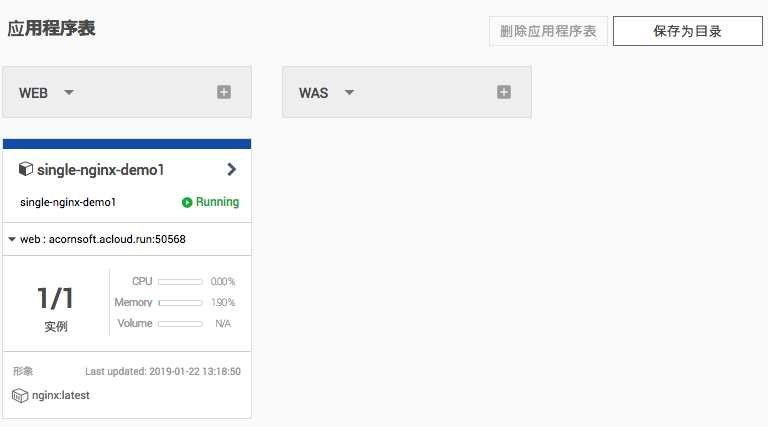 应用程序表
删除应用程序表 保存为目录
WEB WAS
single-nginx-demo1
single-nginx-demo1 Running
web : acornsoft.acloud.run:50568
1/1
实例
CPU 0.00%
Memory 1.90%
Volume N/A
形象 Last updated: 2019-01-22 13:18:50
nginx:latest